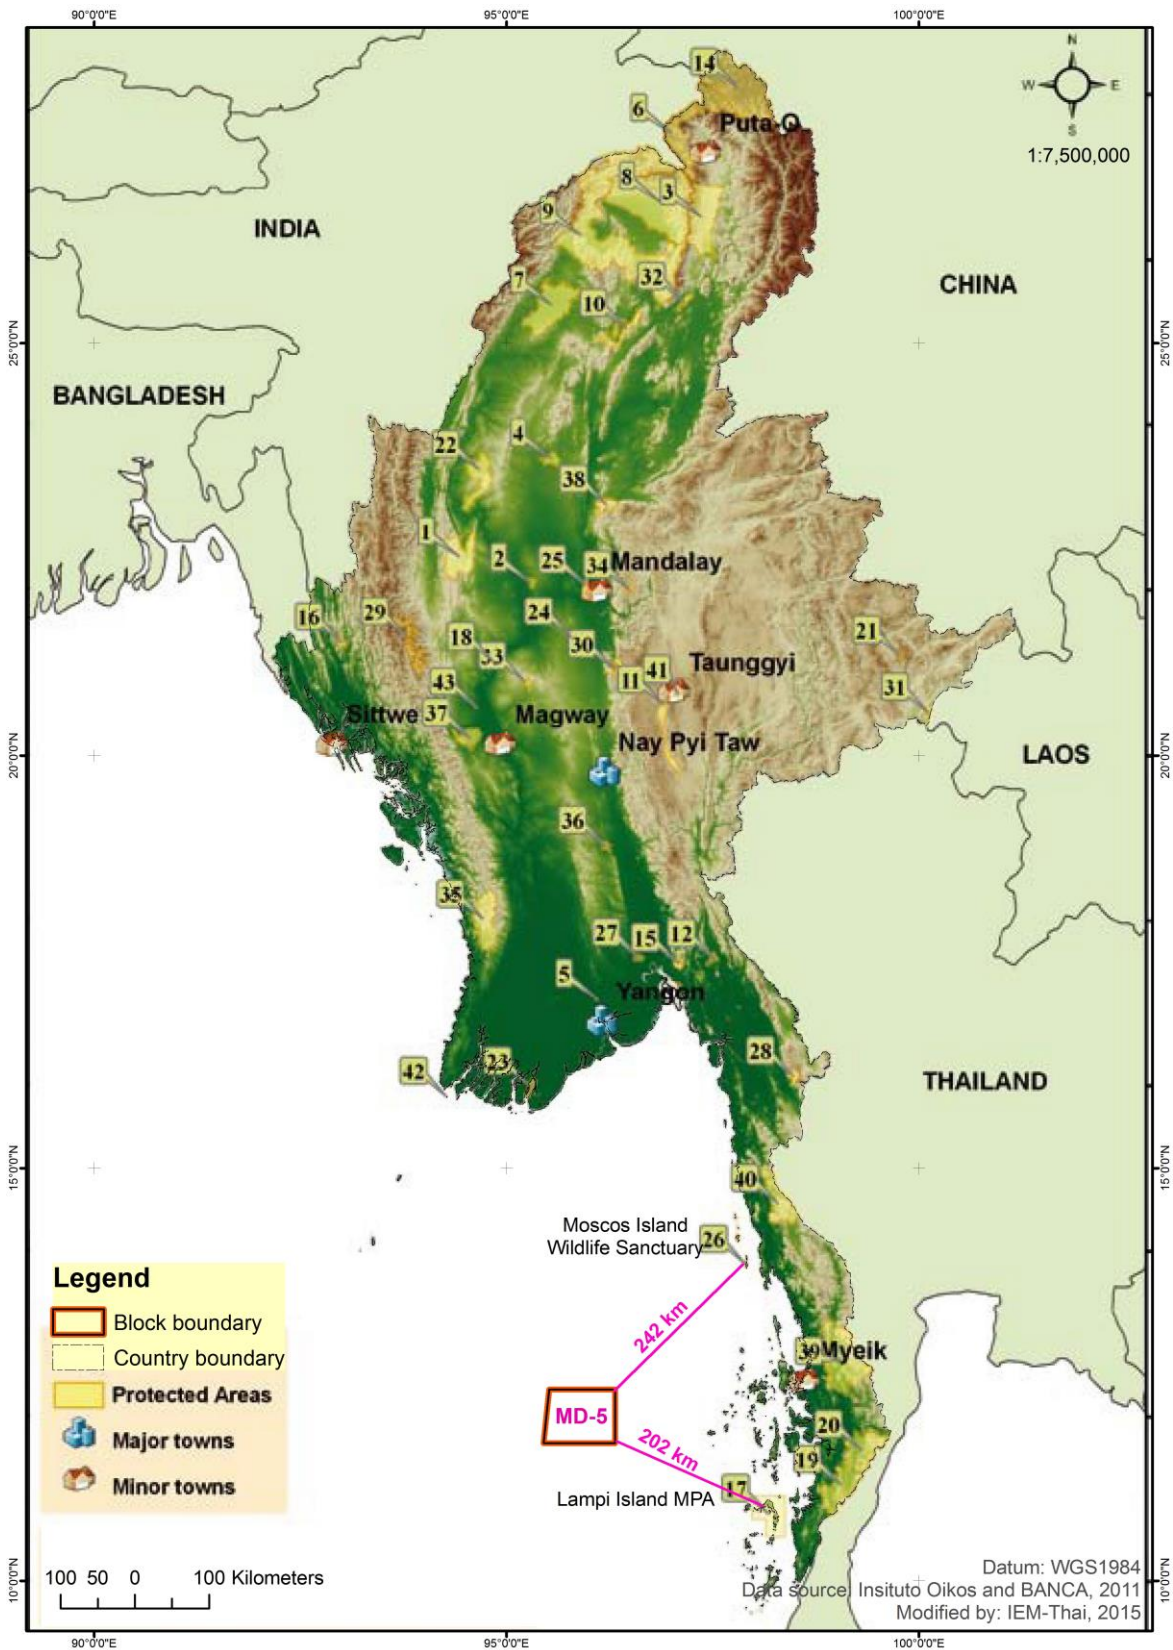 90°0'0"E
95°0'0"E
100°0'0"E
N
W
E
S
1:7,500,000
14
6
Puta-O
8
3
INDIA
9
CHINA
32
7
10
25°0'0"N
25°0'0"N
BANGLADESH
4
22
38
1
2
25
34
Mandalay
16
29
24
18
30
21
33
41
Taunggyi
11
43
31
Sittwe
37
Magway
Nay Pyi Taw
LAOS
20°0'0"N
20°0'0"N
36
35
27
15
12
5
Yangon
28
23
42
THAILAND
15°0'0"N
15°0'0"N
40
Moscos Island
Wildlife Sanctuary
26
242 km
39
Myeik
MD-5
202 km
20
19
17
Lampi Island MPA
Legend
Block boundary
Country boundary
Protected Areas
Major towns
Minor towns
100 50 0 100 Kilometers
10°0'0"N
10°0'0"N
Datum: WGS1984
Data source: Insituto Oikos and BANCA, 2011
Modified by: IEM-Thai, 2015
90°0'0"E
95°0'0"E
100°0'0"E